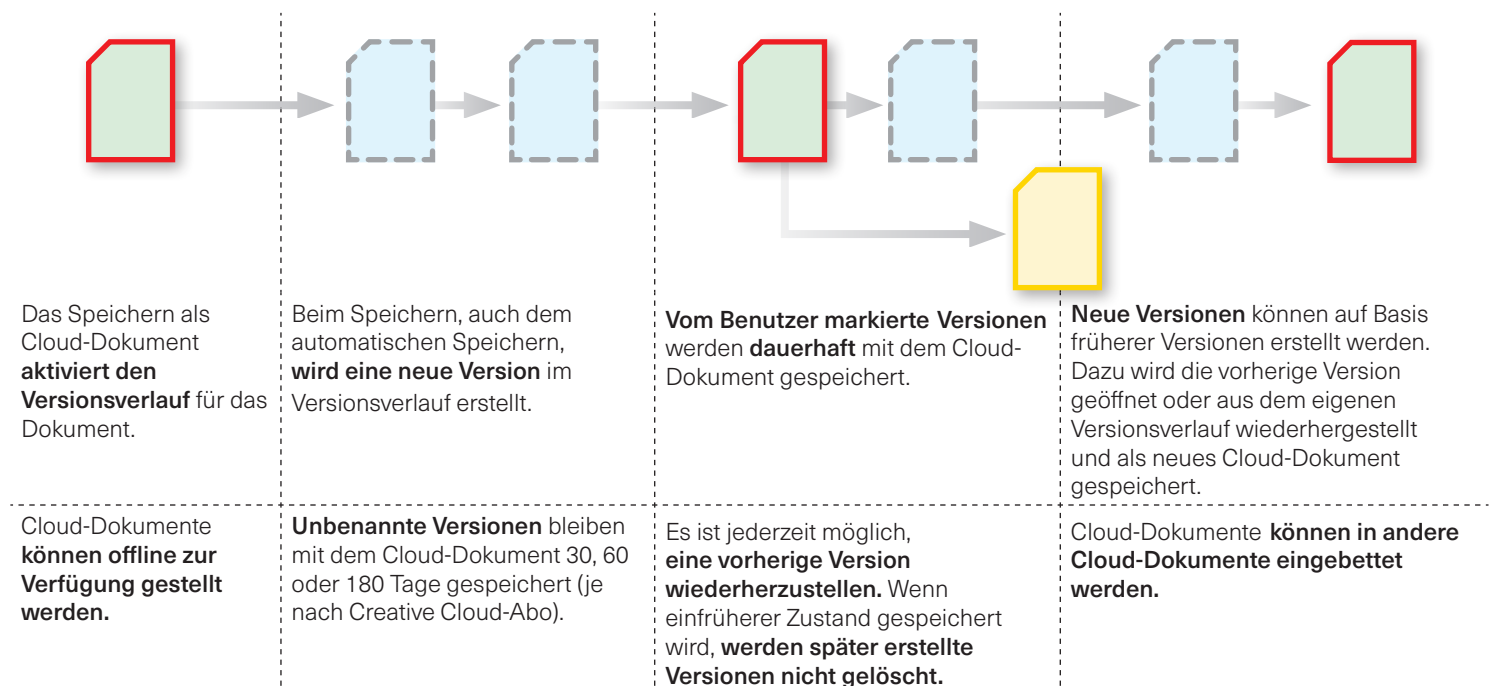 Das Speichern als
Cloud-Dokument
aktiviert den
Versionsverlauf für das
Dokument.
Beim Speichern, auch dem
automatischen Speichern,
wird eine neue Version im
Versionsverlauf erstellt.
Vom Benutzer markierte Versionen
werden dauerhaft mit dem Cloud-
Dokument gespeichert.
Neue Versionen können auf Basis
früherer Versionen erstellt werden.
Dazu wird die vorherige Version
geöffnet oder aus dem eigenen
Versionsverlauf wiederhergestellt
und als neues Cloud-Dokument
gespeichert.
Cloud-Dokumente
können offline zur
Verfügung gestellt
werden.
Unbenannte Versionen bleiben
mit dem Cloud-Dokument 30, 60
oder 180 Tage gespeichert (je
nach Creative Cloud-Abo).
Es ist jederzeit möglich,
eine vorherige Version
wiederherzustellen. Wenn
einfrüherer Zustand gespeichert
wird, werden später erstellte
Versionen nicht gelöscht.
Cloud-Dokumente können in andere
Cloud-Dokumente eingebettet
werden.